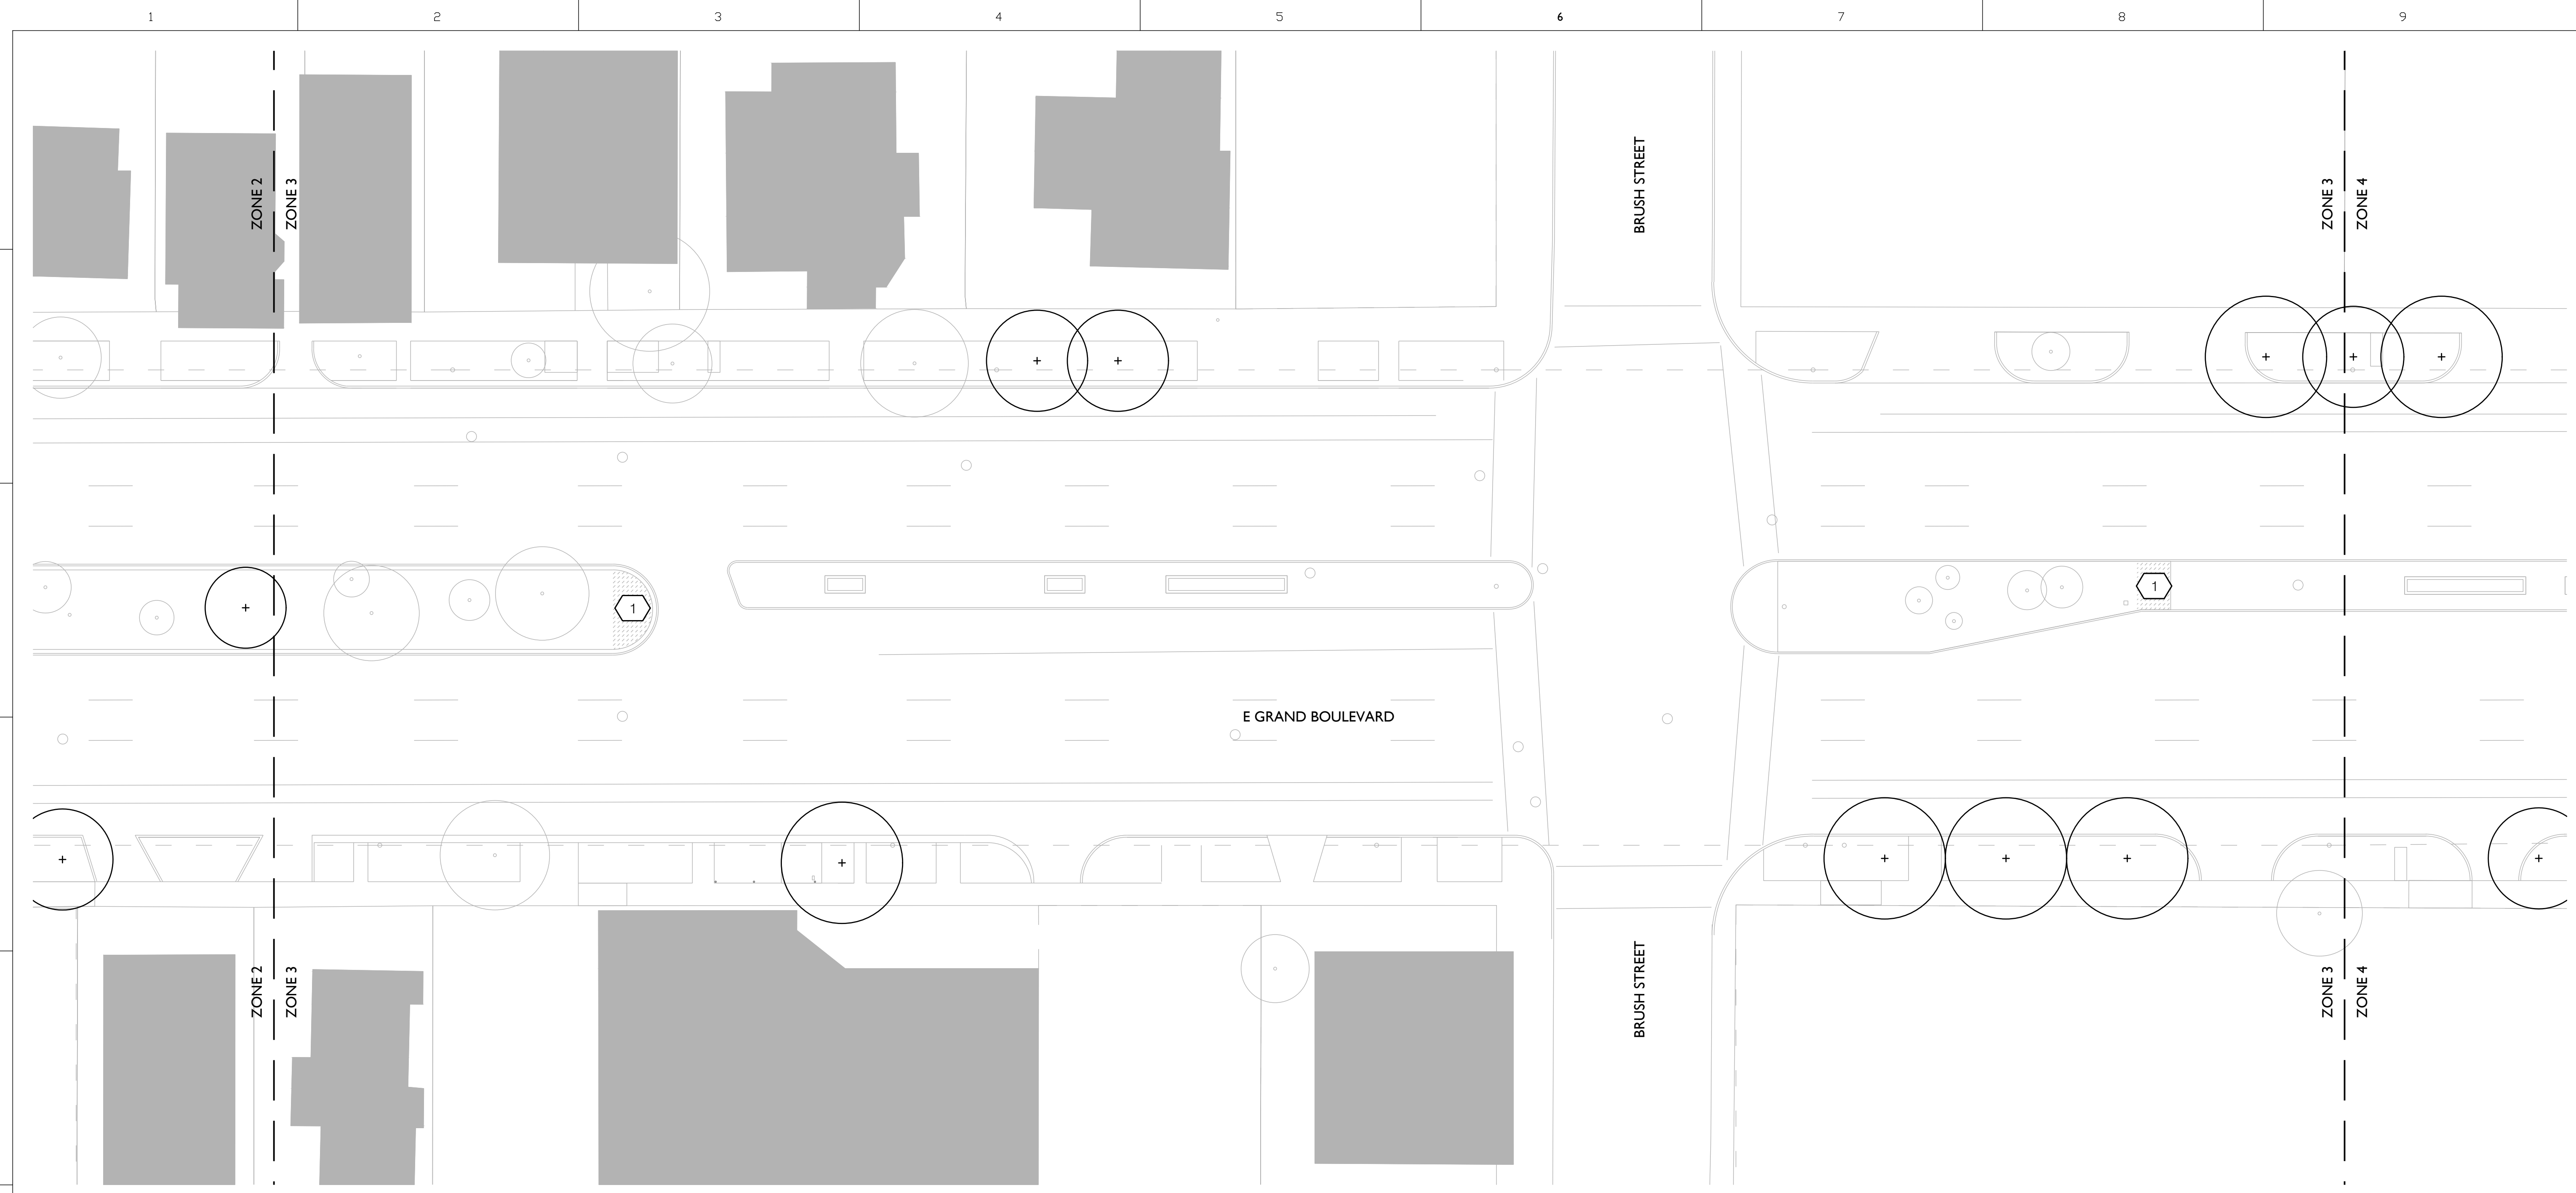 1
2
3
4
5
6
7
8
9
BRUSH STREET
ZONE 2
ZONE 3
ZONE 3
ZONE 4
1
1
E GRAND BOULEVARD
ZONE 2
ZONE 3
BRUSH STREET
ZONE 3
ZONE 4